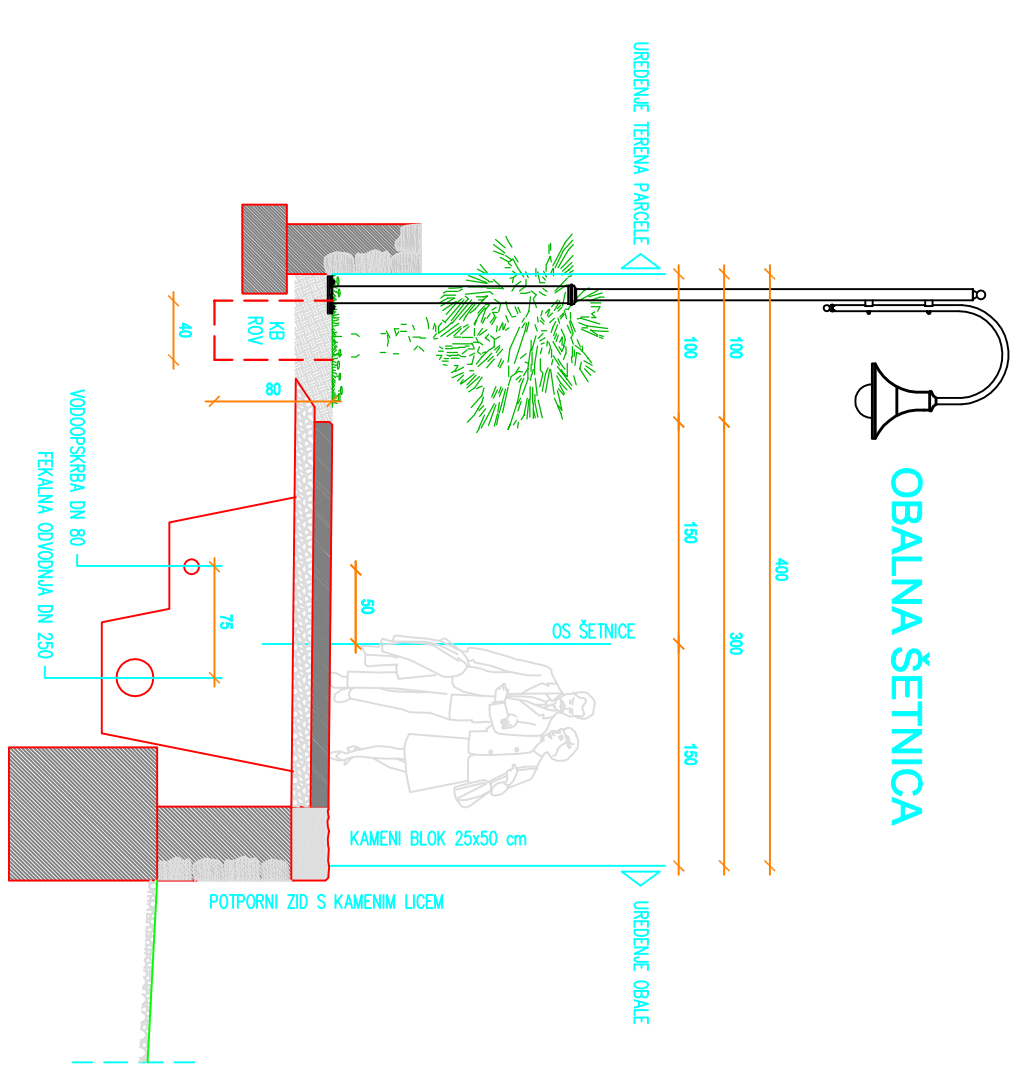 OBALNA ŠETNICA
400
100
300
100
150
150
UREĐENJE TERENA PARCELE
UREĐENJE OBALE
OS ŠETNICE
50
KAMENI BLOK 25x50 cm
POTPORNI ZID S KAMENIM LICEM
80
KB
ROV
40
75
VODOOPSKRBA DN 80
FEKALNA ODVODNJA DN 250